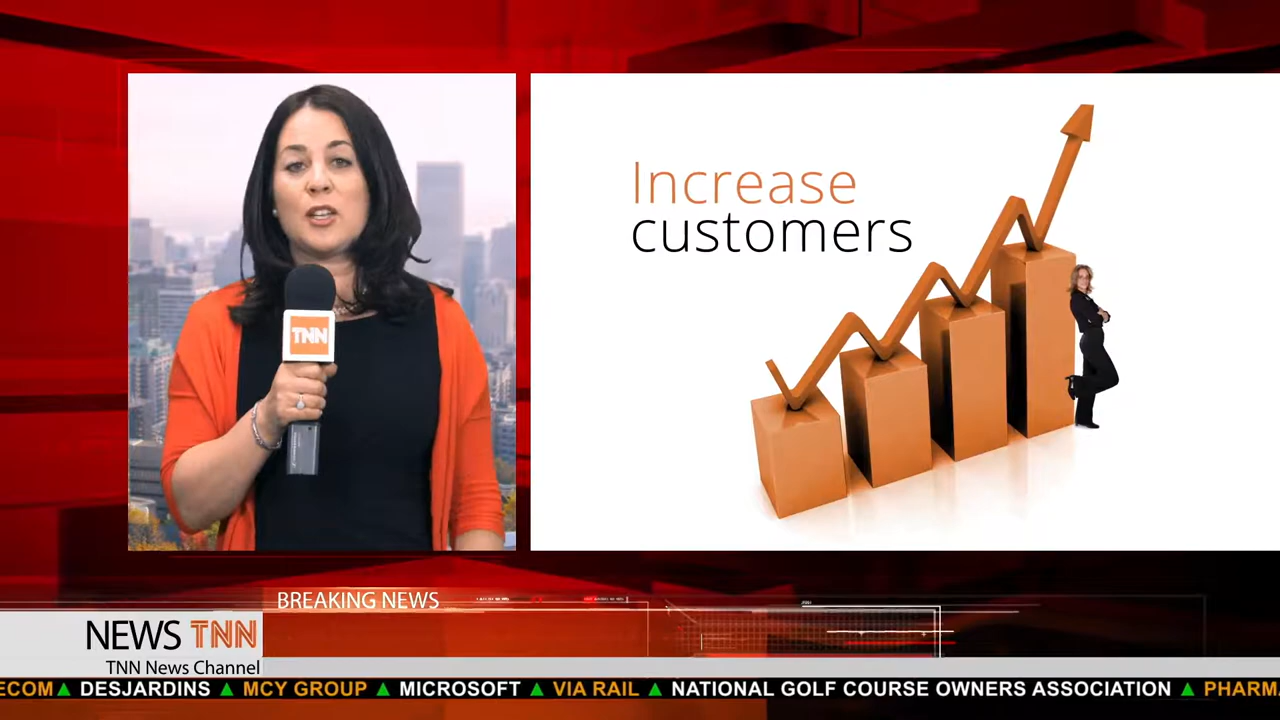 Increase
customers
TNN
BREAKING NEWS
NEWS TNN
TNN News Channel
ECOM ▲ DESJARDINS ▲ MCY GROUP ▲ MICROSOFT ▲ VIA RAIL ▲ NATIONAL GOLF COURSE OWNERS ASSOCIATION ▲ PHARMA